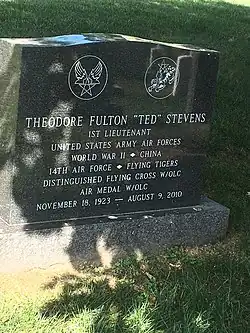 THEODORE FULTON "TED" STEVENS
1ST LIEUTENANT
UNITED STATES ARMY AIR FORCES
WORLD WAR II ✦ CHINA
14TH AIR FORCE ✦ FLYING TIGERS
DISTINGUISHED FLYING CROSS W/OLC
AIR MEDAL W/OLC
NOVEMBER 18, 1923 — AUGUST 9, 2010